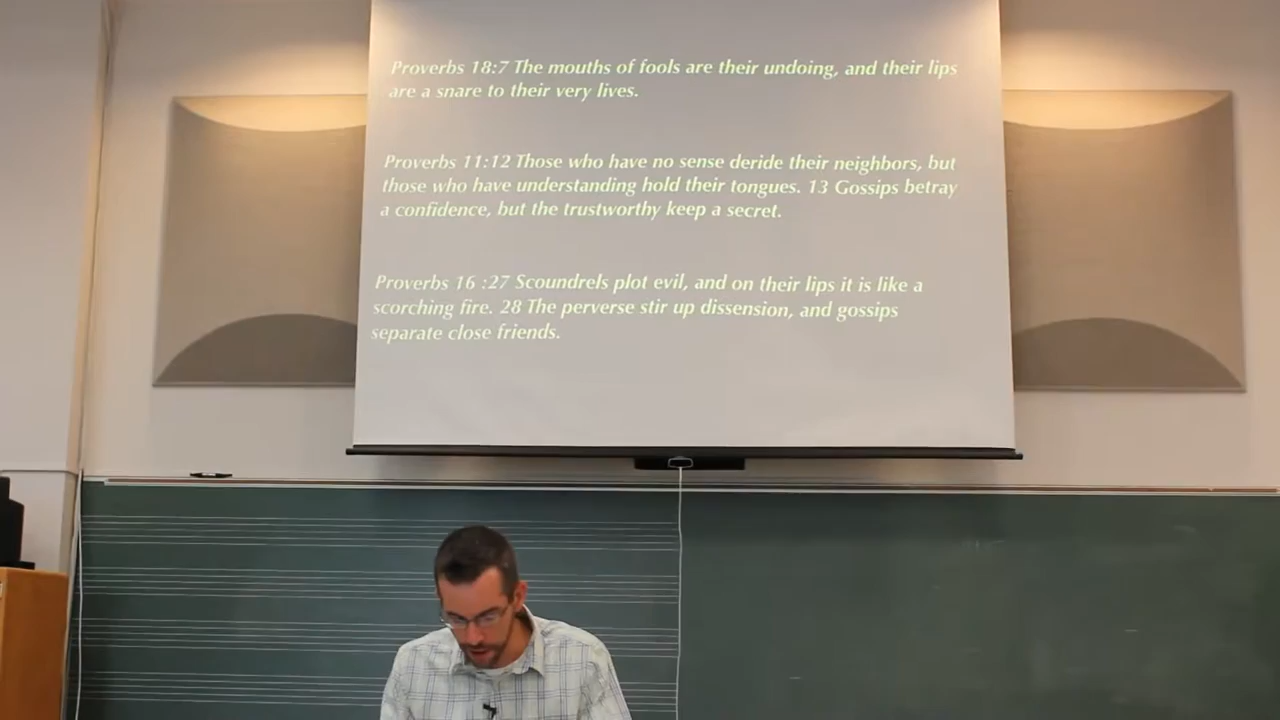 Proverbs 18:7 The mouths of fools are their undoing, and their lips
are a snare to their very lives.
Proverbs 11:12 Those who have no sense deride their neighbors, but
those who have understanding hold their tongues. 13 Gossips betray
a confidence, but the trustworthy keep a secret.
Proverbs 16 :27 Scoundrels plot evil, and on their lips it is like a
scorching fire. 28 The perverse stir up dissension, and gossips
separate close friends.